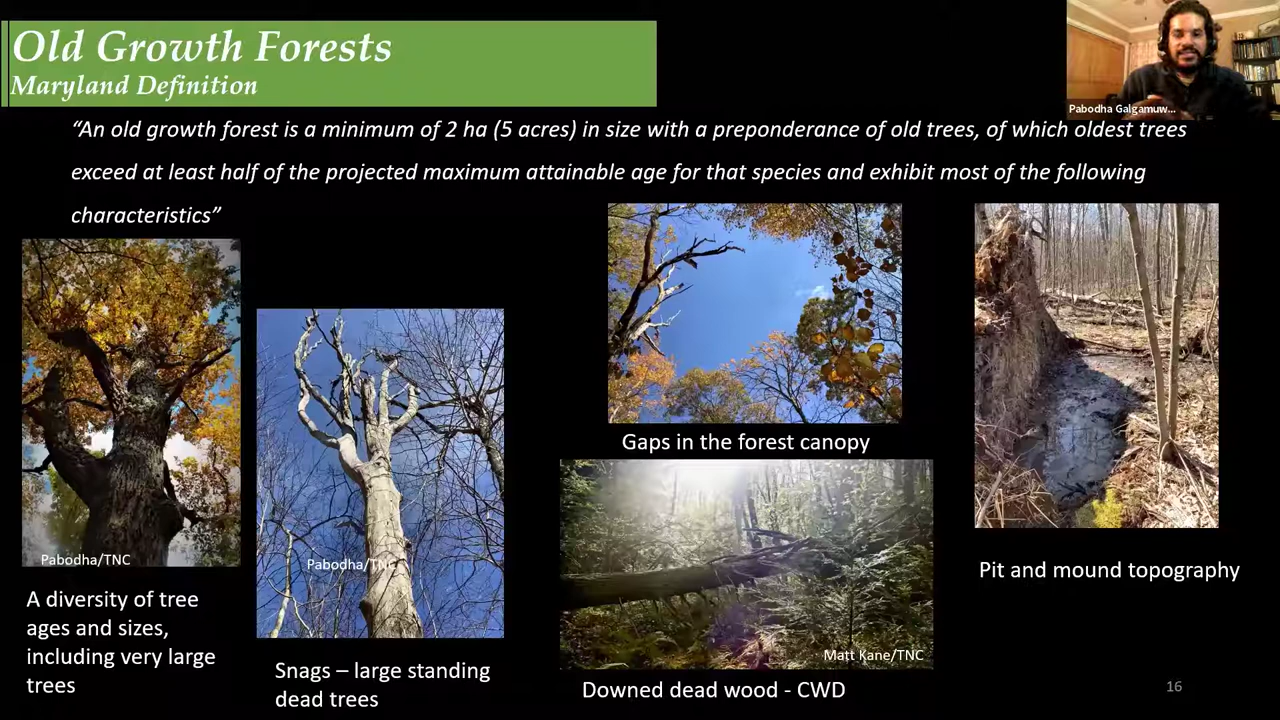 Old Growth Forests
Maryland Definition
Pabodha Galgamuw...
“An old growth forest is a minimum of 2 ha (5 acres) in size with a preponderance of old trees, of which oldest trees
exceed at least half of the projected maximum attainable age for that species and exhibit most of the following
characteristics”
Pabodha/TNC
A diversity of tree
ages and sizes,
including very large
trees
Pabodha/TNC
Snags – large standing
dead trees
Gaps in the forest canopy
Matt Kane/TNC
Downed dead wood - CWD
Pit and mound topography
16